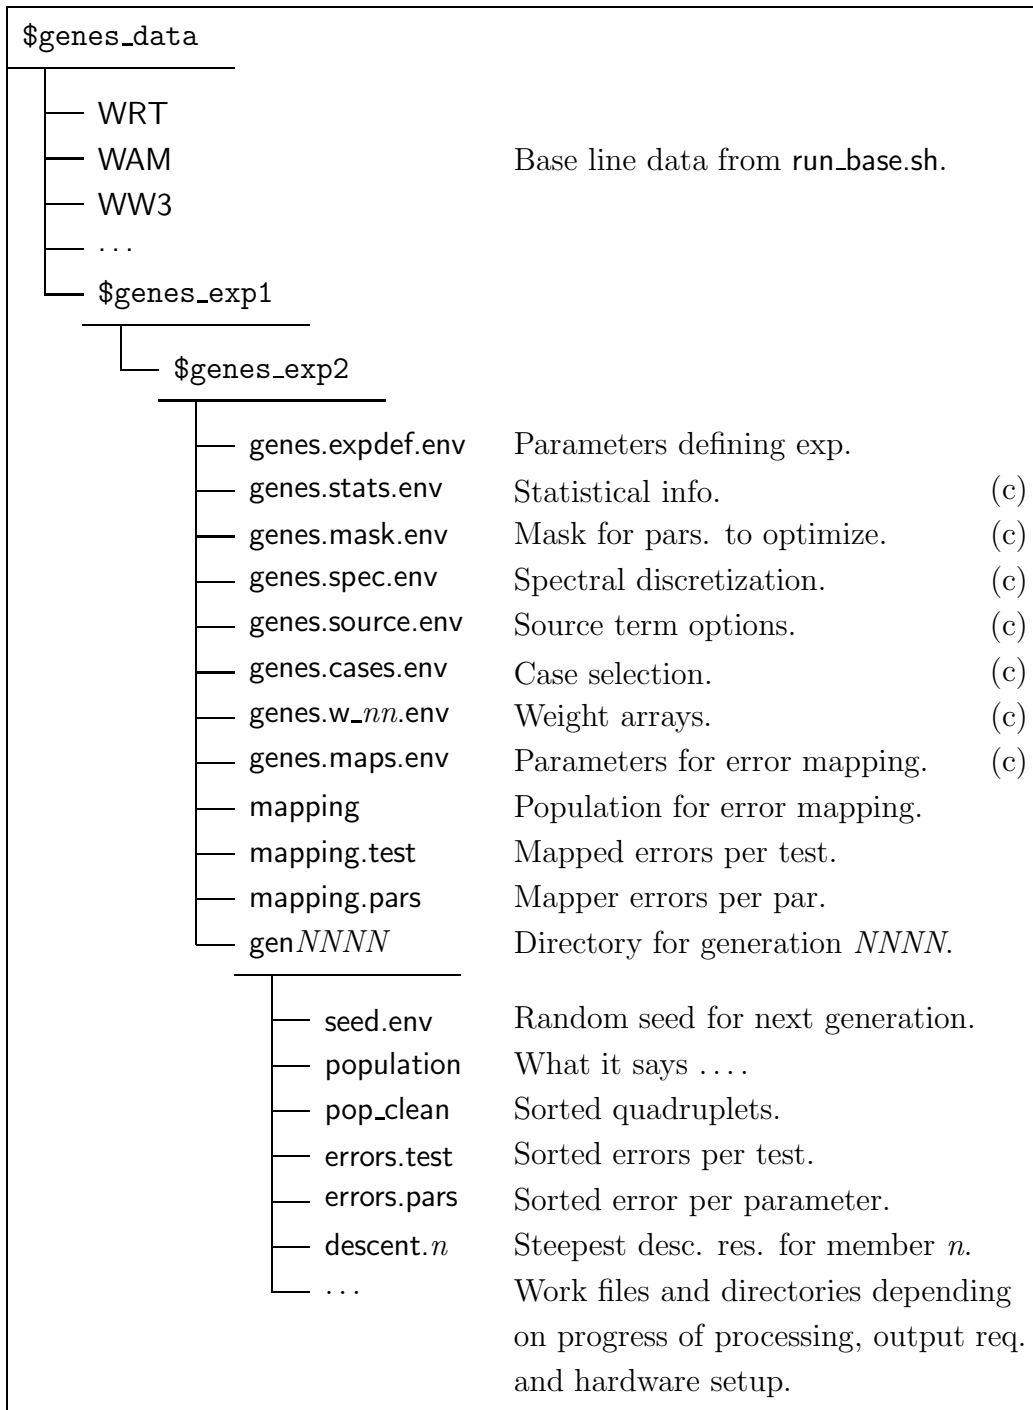 $genes_data
WRT
WAM Base line data from run_base.sh.
WW3
...
$genes_exp1
$genes_exp2
genes.expdef.env Parameters defining exp.
genes.stats.env Statistical info. (c)
genes.mask.env Mask for pars. to optimize. (c)
genes.spec.env Spectral discretization. (c)
genes.source.env Source term options. (c)
genes.cases.env Case selection. (c)
genes.w_nn.env Weight arrays. (c)
genes.maps.env Parameters for error mapping. (c)
mapping Population for error mapping.
mapping.test Mapped errors per test.
mapping.pars Mapper errors per par.
genNNNN Directory for generation NNNN.
seed.env Random seed for next generation.
population What it says ....
pop_clean Sorted quadruplets.
errors.test Sorted errors per test.
errors.pars Sorted error per parameter.
descent.n Steepest desc. res. for member n.
... Work files and directories depending
on progress of processing, output req.
and hardware setup.